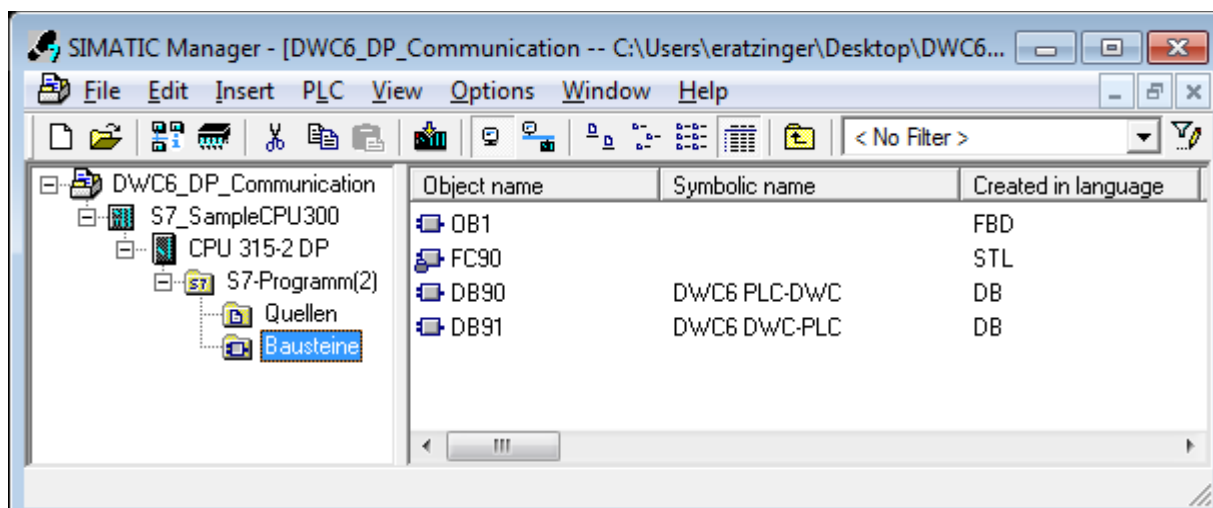 SIMATIC Manager - [DWC6_DP_Communication -- C:\Users\eratzinger\Desktop\DWC6...
File Edit Insert PLC View Options Window Help
< No Filter >
DWC6_DP_Communication
S7_SampleCPU300
CPU 315-2 DP
S7-Programm(2)
Quellen
Bausteine
Object name Symbolic name Created in language
OB1 FBD
FC90 STL
DB90 DWC6 PLC-DWC DB
DB91 DWC6 DWC-PLC DB